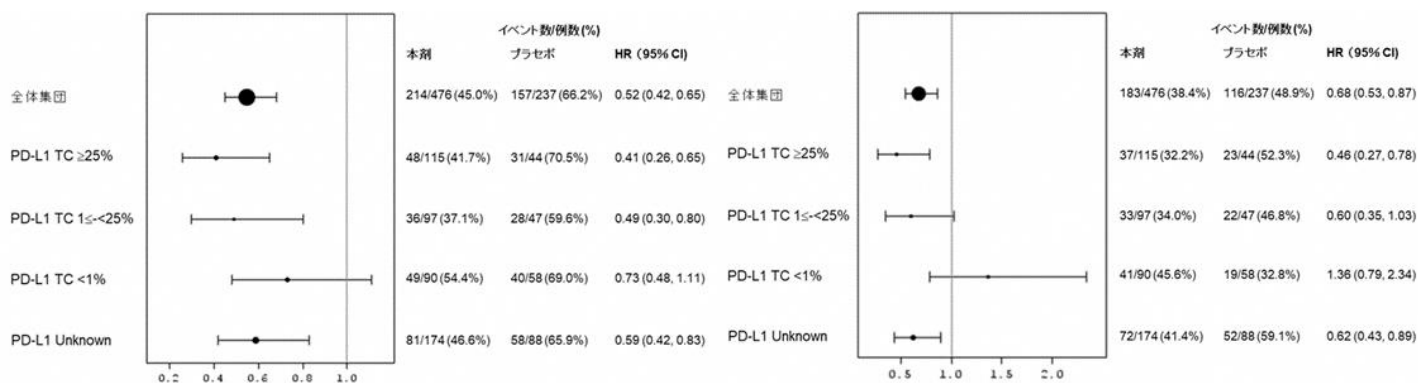 イベント数/例数(%)
本剤 プラセボ HR (95% CI)
全体集団 214/476 (45.0%) 157/237 (66.2%) 0.52 (0.42, 0.65)
PD-L1 TC ≥25% 48/115 (41.7%) 31/44 (70.5%) 0.41 (0.26, 0.65)
PD-L1 TC 1≤-<25% 36/97 (37.1%) 28/47 (59.6%) 0.49 (0.30, 0.80)
PD-L1 TC <1% 49/90 (54.4%) 40/58 (69.0%) 0.73 (0.48, 1.11)
PD-L1 Unknown 81/174 (46.6%) 58/88 (65.9%) 0.59 (0.42, 0.83)
0.2 0.4 0.6 0.8 1.0
イベント数/例数(%)
本剤 プラセボ HR (95% CI)
全体集団 183/476 (38.4%) 116/237 (48.9%) 0.68 (0.53, 0.87)
PD-L1 TC ≥25% 37/115 (32.2%) 23/44 (52.3%) 0.46 (0.27, 0.78)
PD-L1 TC 1≤-<25% 33/97 (34.0%) 22/47 (46.8%) 0.60 (0.35, 1.03)
PD-L1 TC <1% 41/90 (45.6%) 19/58 (32.8%) 1.36 (0.79, 2.34)
PD-L1 Unknown 72/174 (41.4%) 52/88 (59.1%) 0.62 (0.43, 0.89)
0.5 1.0 1.5 2.0